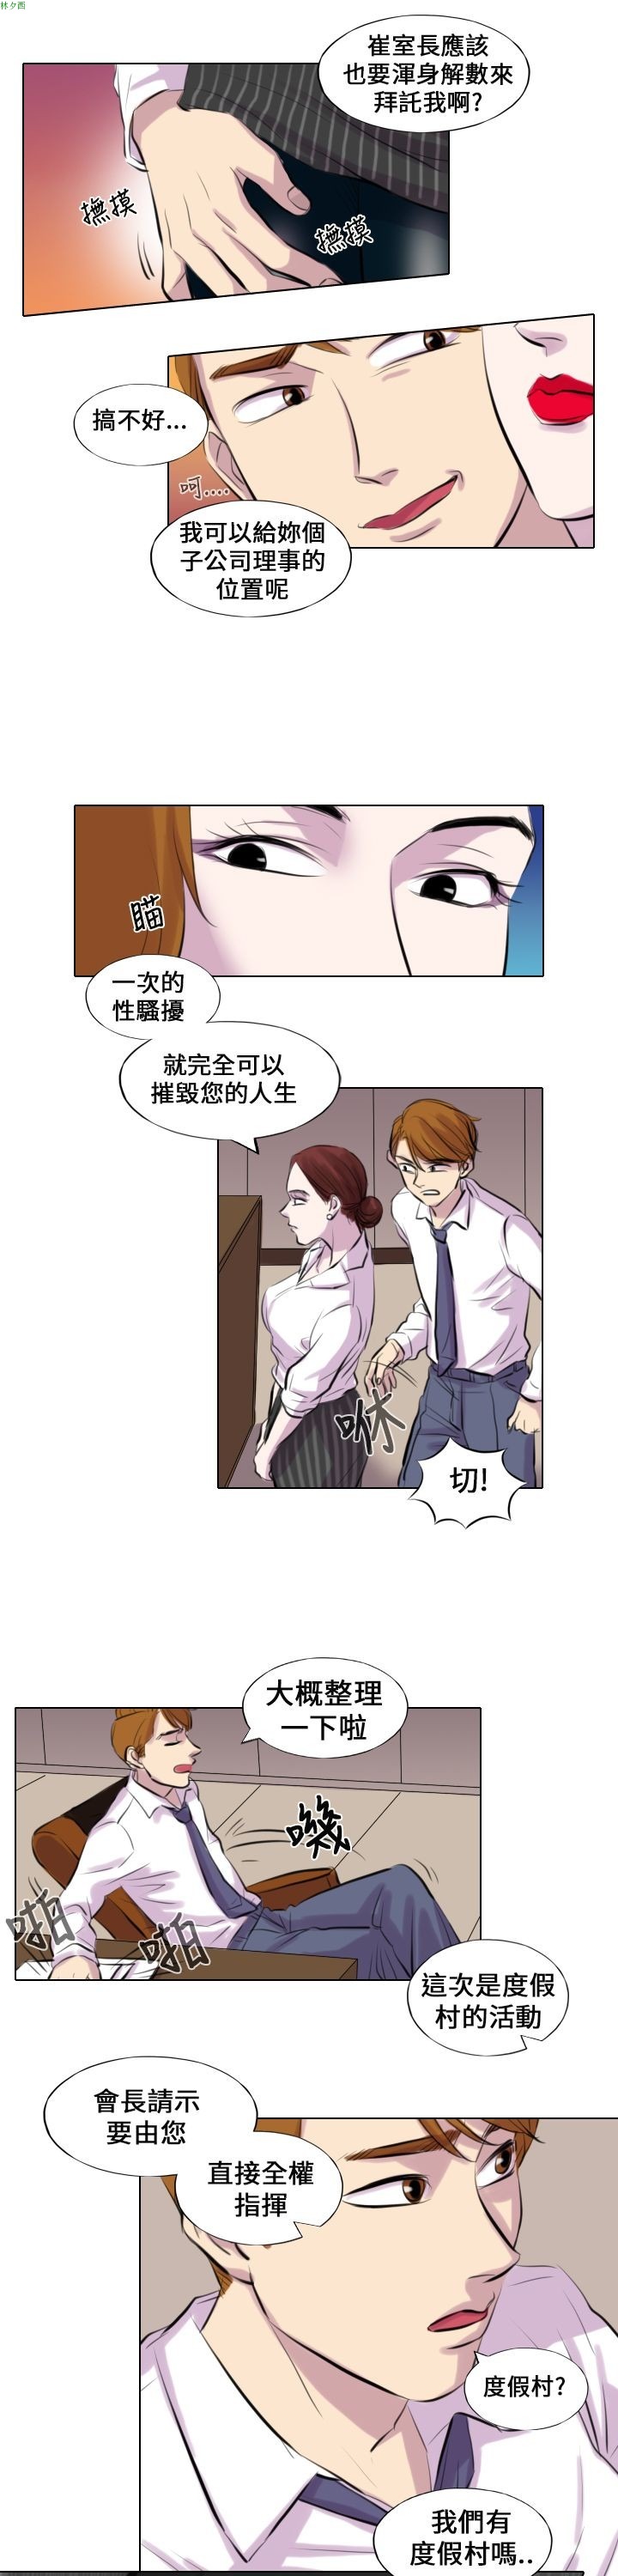 林夕西
崔室長應該
也要渾身解數來
拜託我啊?
撫摸
撫摸
搞不好...
呵....
我可以給妳個
子公司理事的
位置呢
瞄
一次的
性騷擾
就完全可以
摧毀您的人生
咻
切!
大概整理
一下啦
嘰
啪
啪
這次是度假
村的活動
會長請示
要由您
直接全權
指揮
度假村?
我們有
度假村嗎..